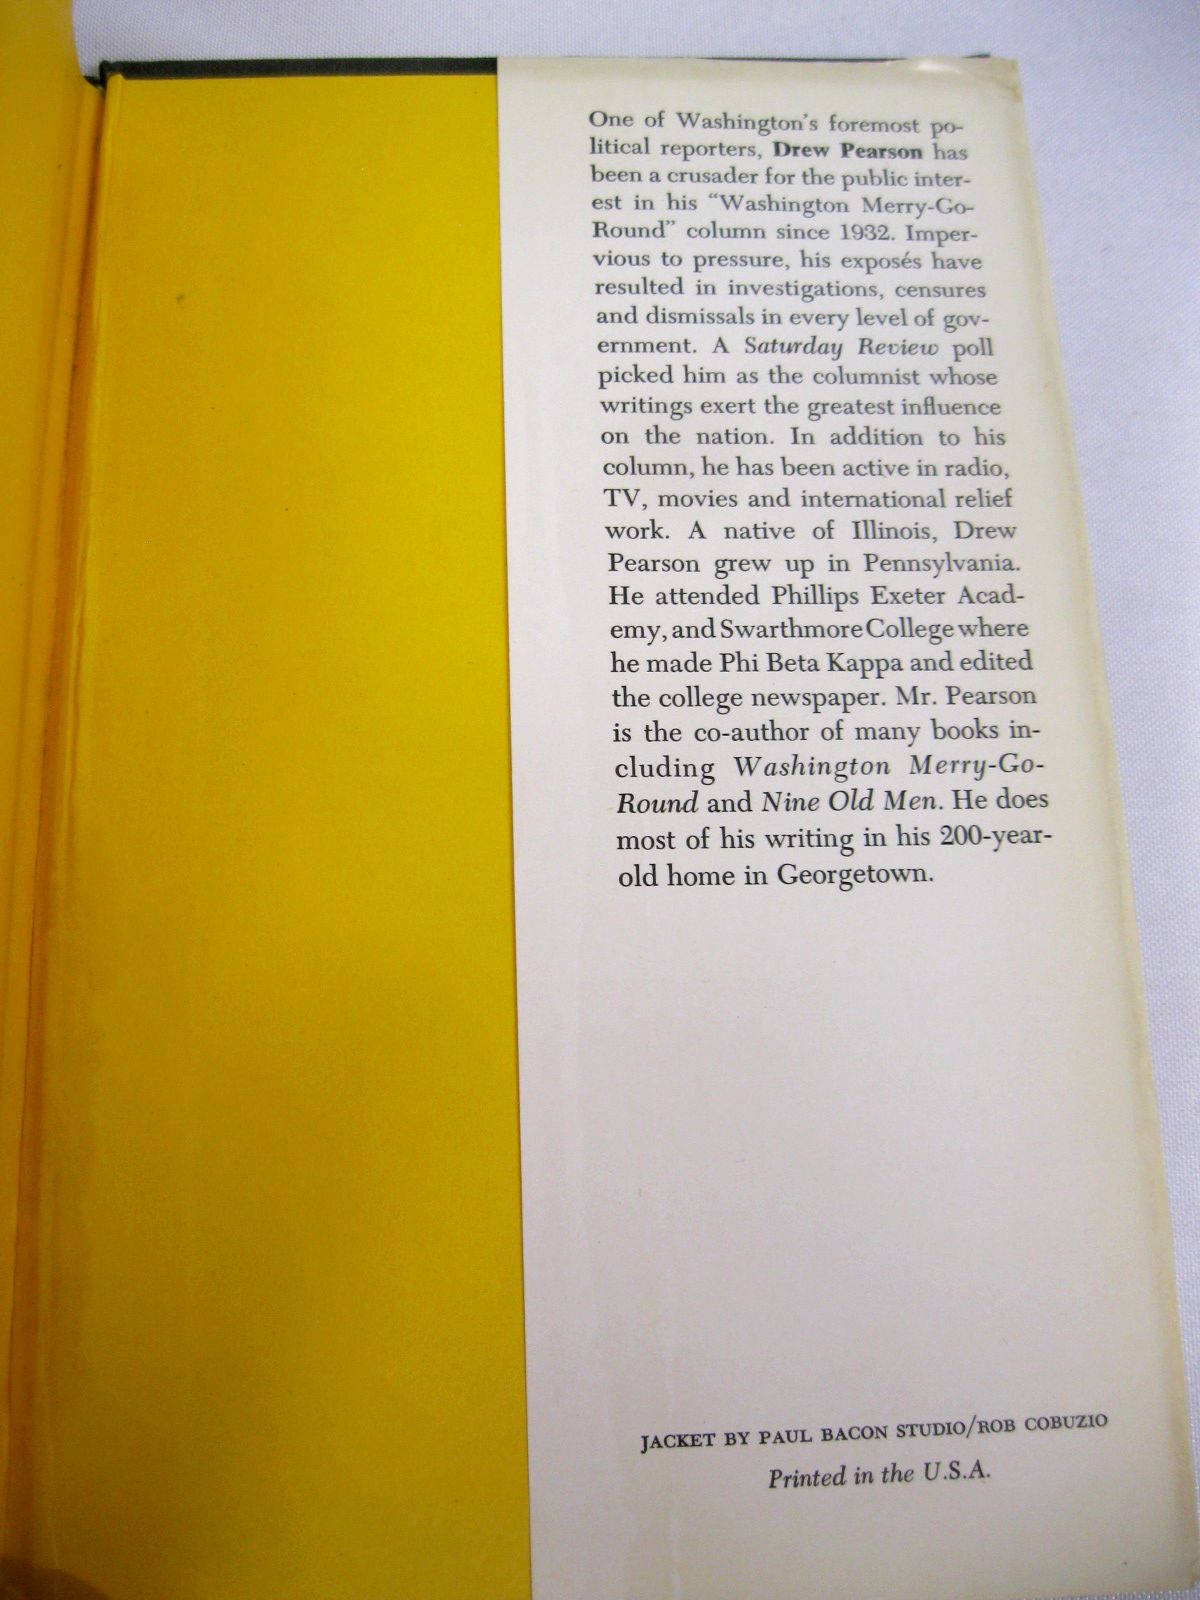 One of Washington's foremost po-
litical reporters, Drew Pearson has
been a crusader for the public inter-
est in his “Washington Merry-Go-
Round” column since 1932. Imper-
vious to pressure, his exposés have
resulted in investigations, censures
and dismissals in every level of gov-
ernment. A Saturday Review poll
picked him as the columnist whose
writings exert the greatest influence
on the nation. In addition to his
column, he has been active in radio,
TV, movies and international relief
work. A native of Illinois, Drew
Pearson grew up in Pennsylvania.
He attended Phillips Exeter Acad-
emy, and Swarthmore College where
he made Phi Beta Kappa and edited
the college newspaper. Mr. Pearson
is the co-author of many books in-
cluding Washington Merry-Go-
Round and Nine Old Men. He does
most of his writing in his 200-year-
old home in Georgetown.
JACKET BY PAUL BACON STUDIO/ROB COBUZIO
Printed in the U.S.A.